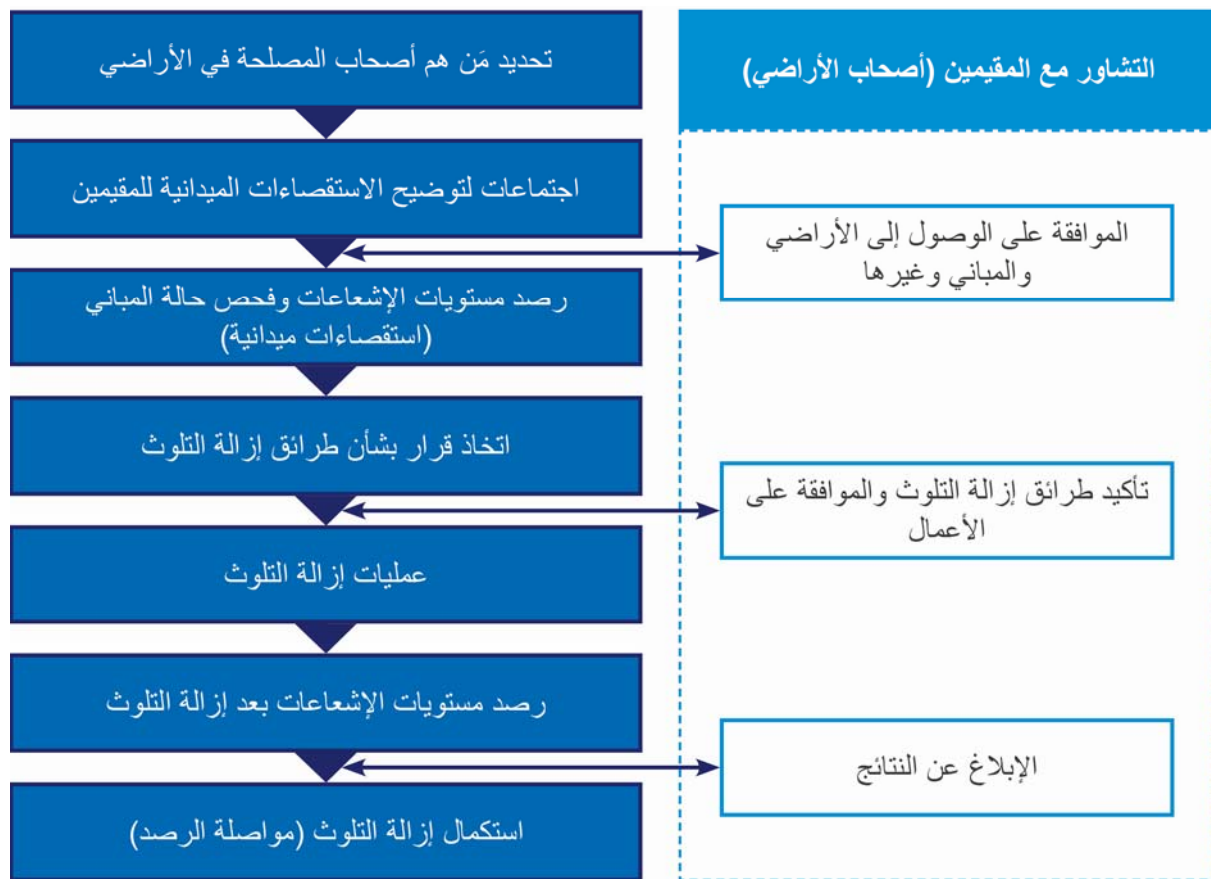 التشاور مع المقيمين (أصحاب الأراضي)
الموافقة على الوصول إلى الأراضي
والمباني وغيرها
تأكيد طرائق إزالة التلوث والموافقة على
الأعمال
الإبلاغ عن النتائج
تحديد مَن هم أصحاب المصلحة في الأراضي
اجتماعات لتوضيح الاستقصاءات الميدانية للمقيمين
رصد مستويات الإشعاعات وفحص حالة المباني
(استقصاءات ميدانية)
اتخاذ قرار بشأن طرائق إزالة التلوث
عمليات إزالة التلوث
رصد مستويات الإشعاعات بعد إزالة التلوث
استكمال إزالة التلوث (مواصلة الرصد)